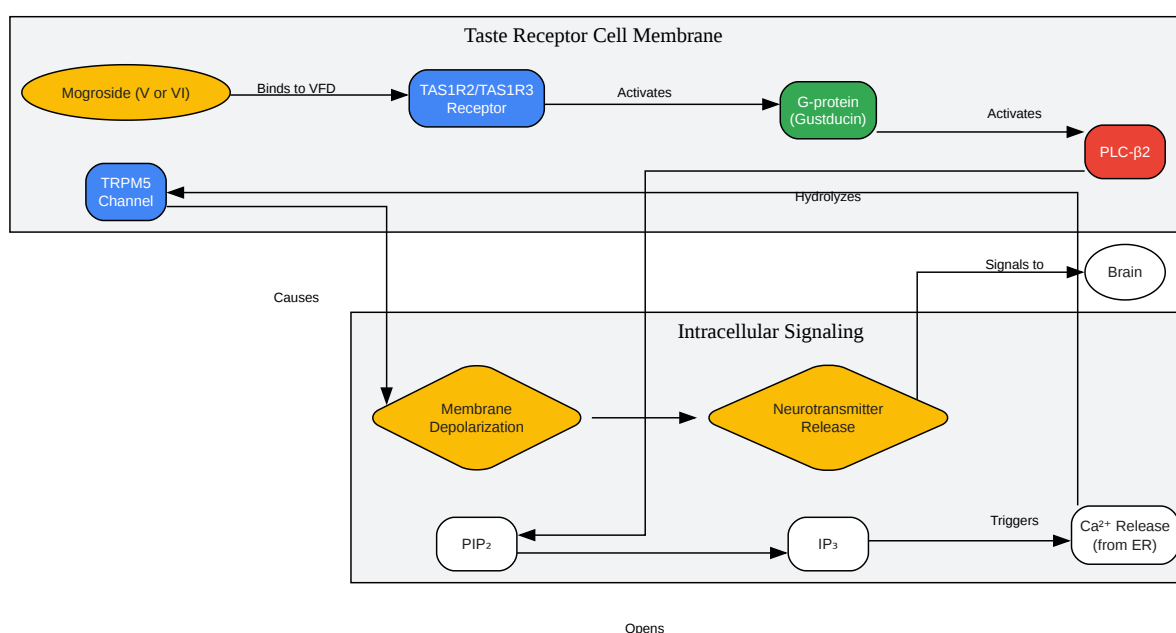 Taste Receptor Cell Membrane
Mogroside (V or VI)
Binds to VFD
TAS1R2/TAS1R3
Receptor
Activates
G-protein
(Gustducin)
Activates
PLC-β2
TRPM5
Channel
Hydrolyzes
Signals to
Brain
Causes
Intracellular Signaling
Membrane
Depolarization
Neurotransmitter
Release
PIP₂
IP₃
Triggers
Ca²⁺ Release
(from ER)
Opens